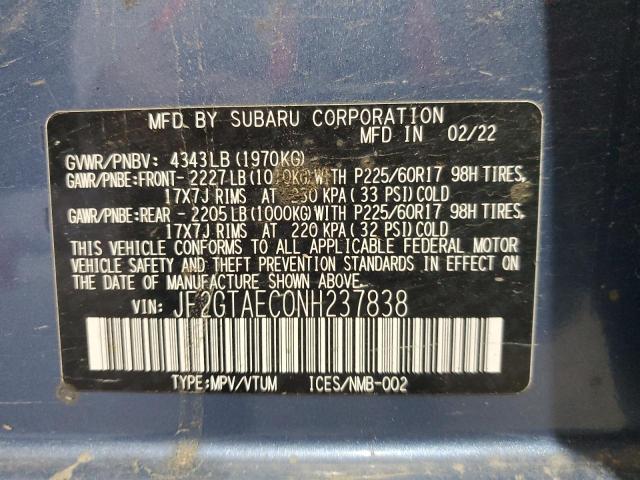 MFD. BY SUBARU CORPORATION
MFD IN 02/22
GVWR/PNBV: 4343LB (1970KG)
GAWR/PNBE:FRONT- 2227LB WITH P225/60R17 98H TIRES,
17X7J RIMS AT KPA (33 PSI) COLD
GAWR/PNBE:REAR - 2205LB (1000KG) WITH P225/60R17 98H TIRES,
17X7J RIMS AT 220 KPA (32 PSI) COLD
THIS VEHICLE CONFORMS TO ALL APPLICABLE FEDERAL MOTOR
VEHICLE SAFETY AND THEFT PREVENTION STANDARDS IN EFFECT ON
THE DATE OF MANUFACTURE SHOWN ABOVE.
VIN: JF2GTAEC0NH237838
TYPE:MPV/VTUM ICES/NMB-002